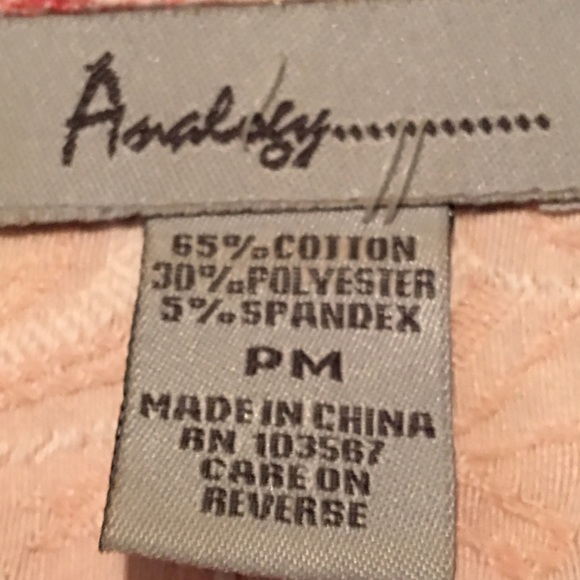 Analogy............
65% COTTON
30% POLYESTER
5% SPANDEX
PM
MADE IN CHINA
RN 103567
CARE ON
REVERSE